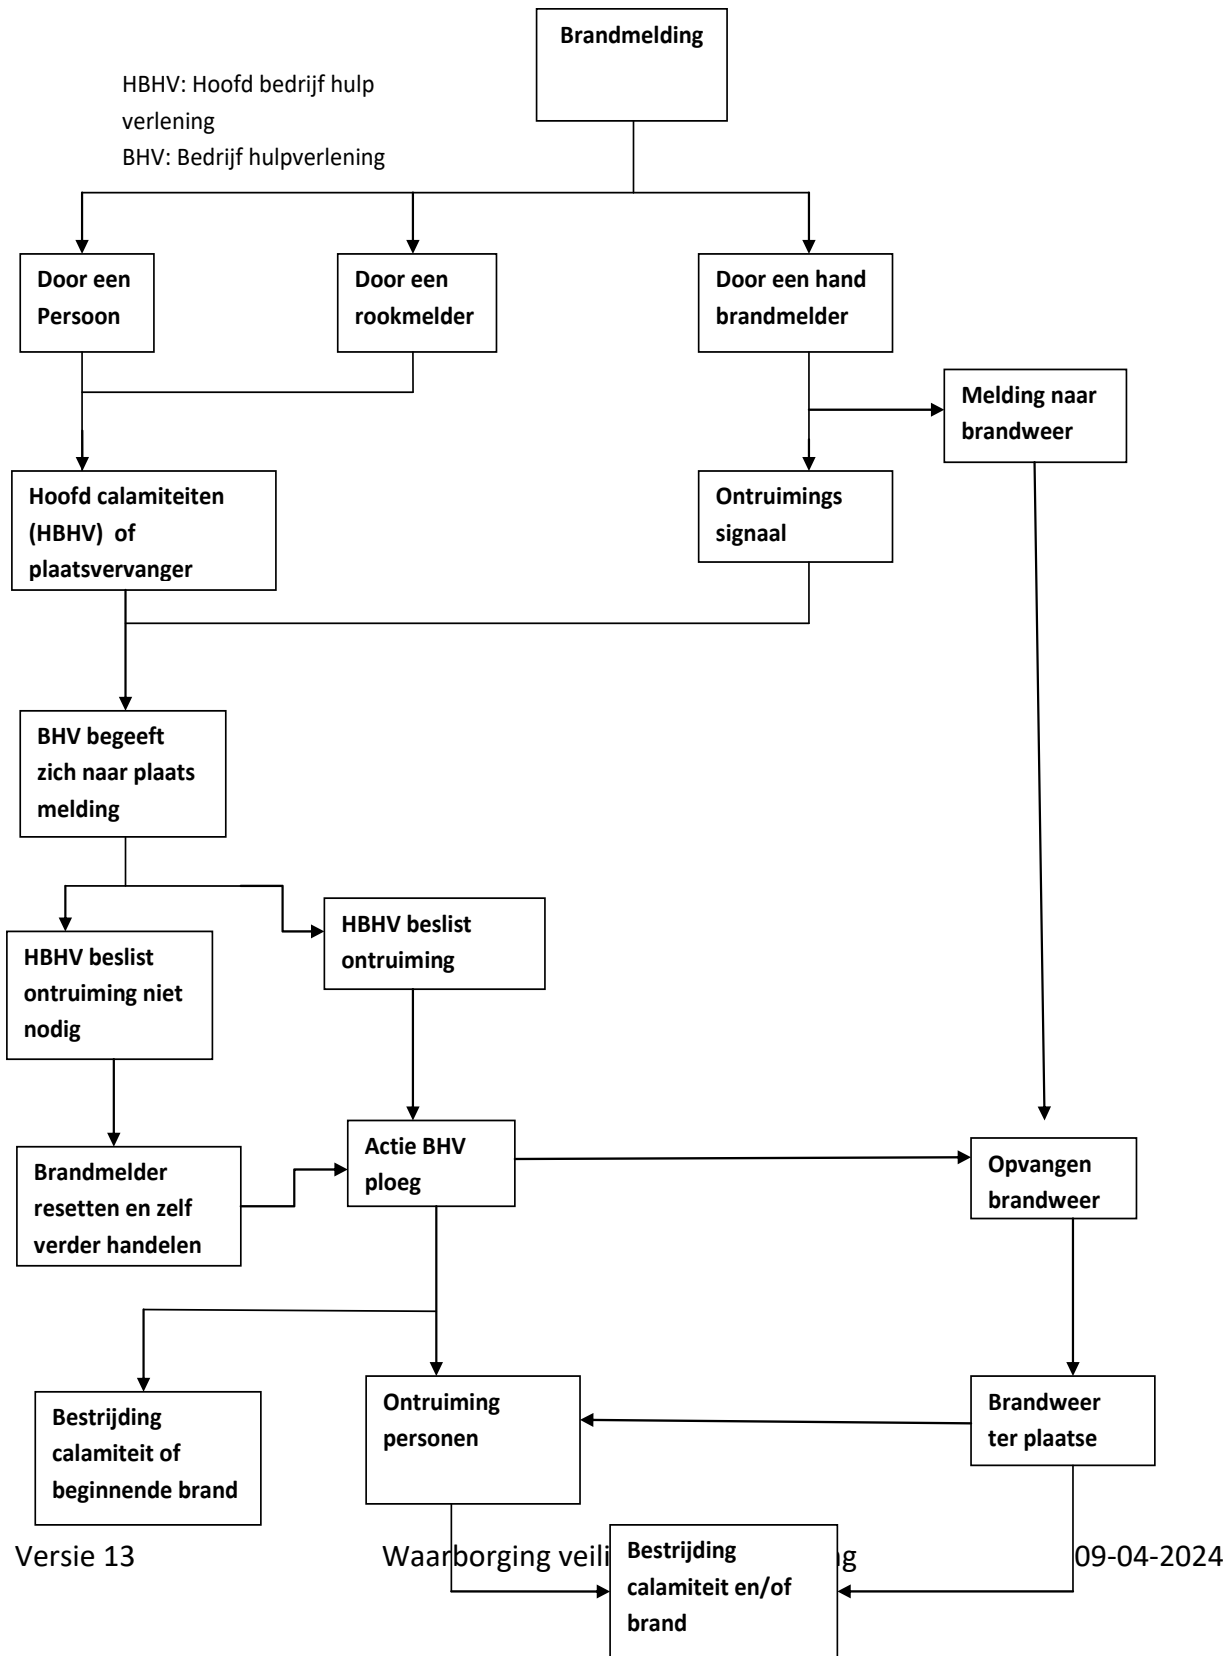 Brandmelding
HBHV: Hoofd bedrijf hulp
verlening
BHV: Bedrijf hulpverlening
Door een
Persoon
Door een
rookmelder
Door een hand
brandmelder
Melding naar
brandweer
Hoofd calamiteiten
(HBHV) of
plaatsvervanger
Ontruimings
signaal
BHV begeeft
zich naar plaats
melding
HBHV beslist
ontruiming niet
nodig
HBHV beslist
ontruiming
Brandmelder
resetten en zelf
verder handelen
Actie BHV
ploeg
Opvangen
brandweer
Bestrijding
calamiteit of
beginnende brand
Ontruiming
personen
Brandweer
ter plaatse
Bestrijding
calamiteit en/of
brand
Versie 13
Waarborging
09-04-2024